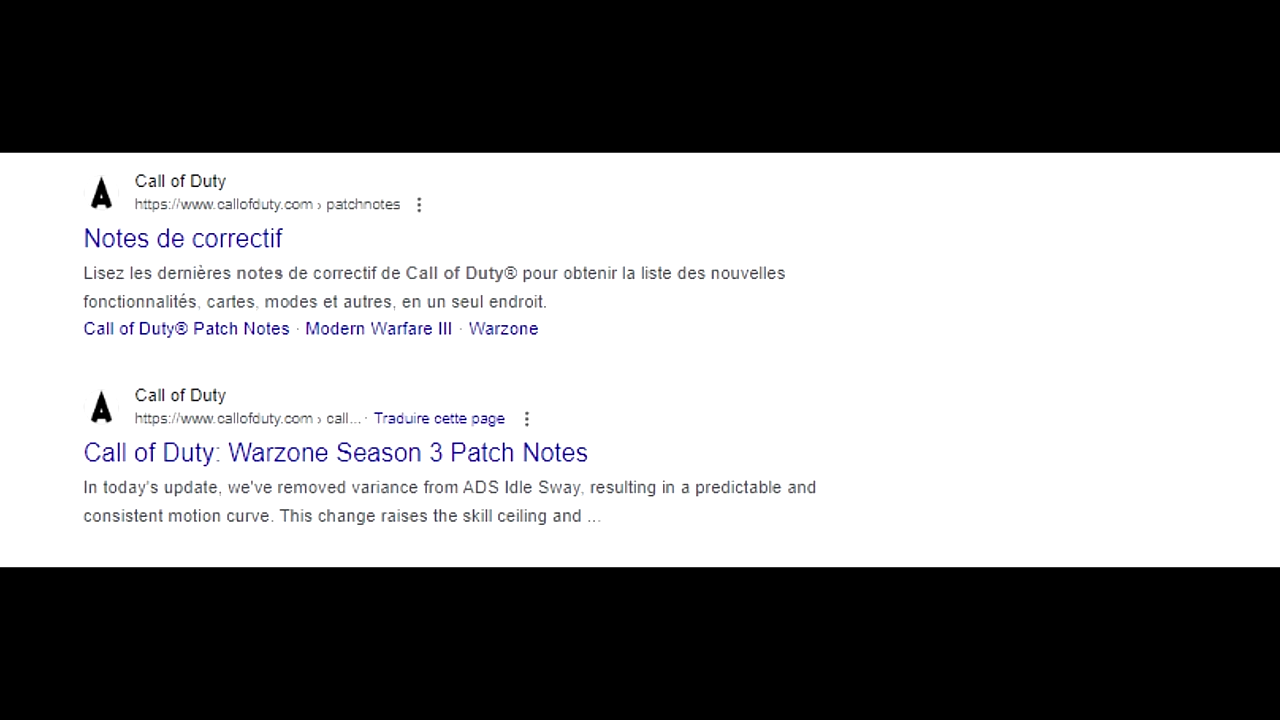 Call of Duty
https://www.callofduty.com › patchnotes
Notes de correctif
Lisez les dernières notes de correctif de Call of Duty® pour obtenir la liste des nouvelles
fonctionnalités, cartes, modes et autres, en un seul endroit.
Call of Duty® Patch Notes · Modern Warfare III · Warzone
Call of Duty
https://www.callofduty.com › call... · Traduire cette page
Call of Duty: Warzone Season 3 Patch Notes
In today's update, we've removed variance from ADS Idle Sway, resulting in a predictable and
consistent motion curve. This change raises the skill ceiling and ...